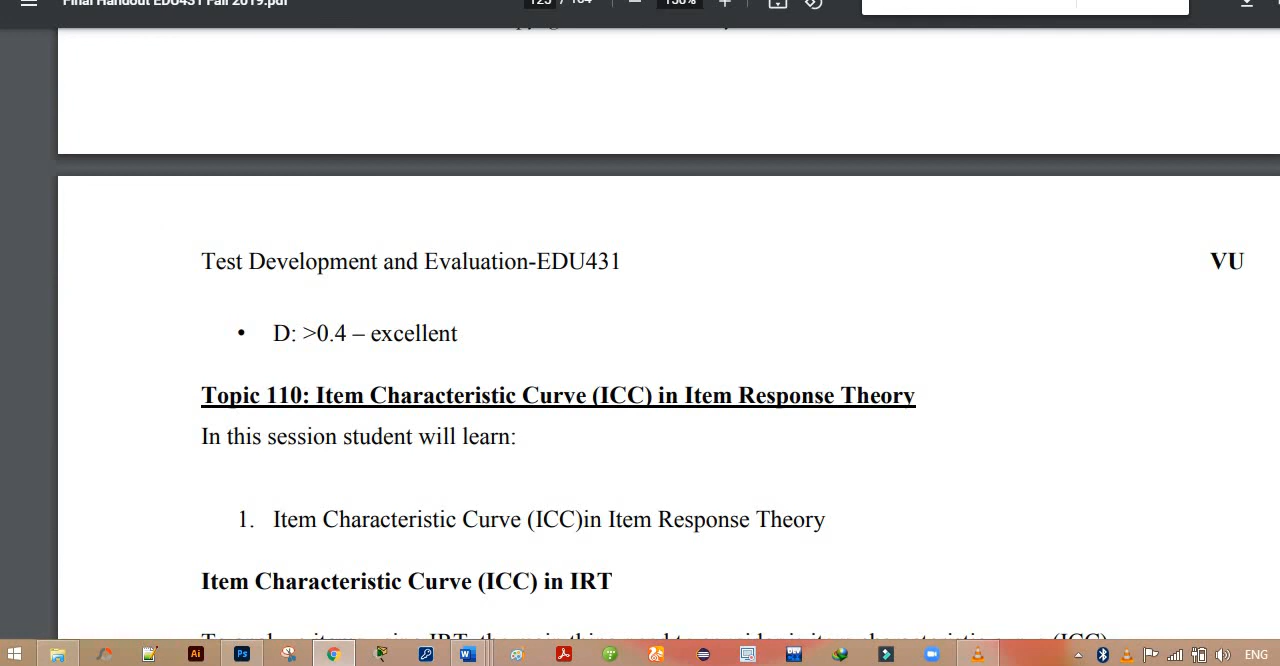 Final Handout EDU431 Fall 2019.pdf
Test Development and Evaluation-EDU431 VU
• D: >0.4 – excellent
Topic 110: Item Characteristic Curve (ICC) in Item Response Theory
In this session student will learn:
1. Item Characteristic Curve (ICC)in Item Response Theory
Item Characteristic Curve (ICC) in IRT
Ai Ps ENG